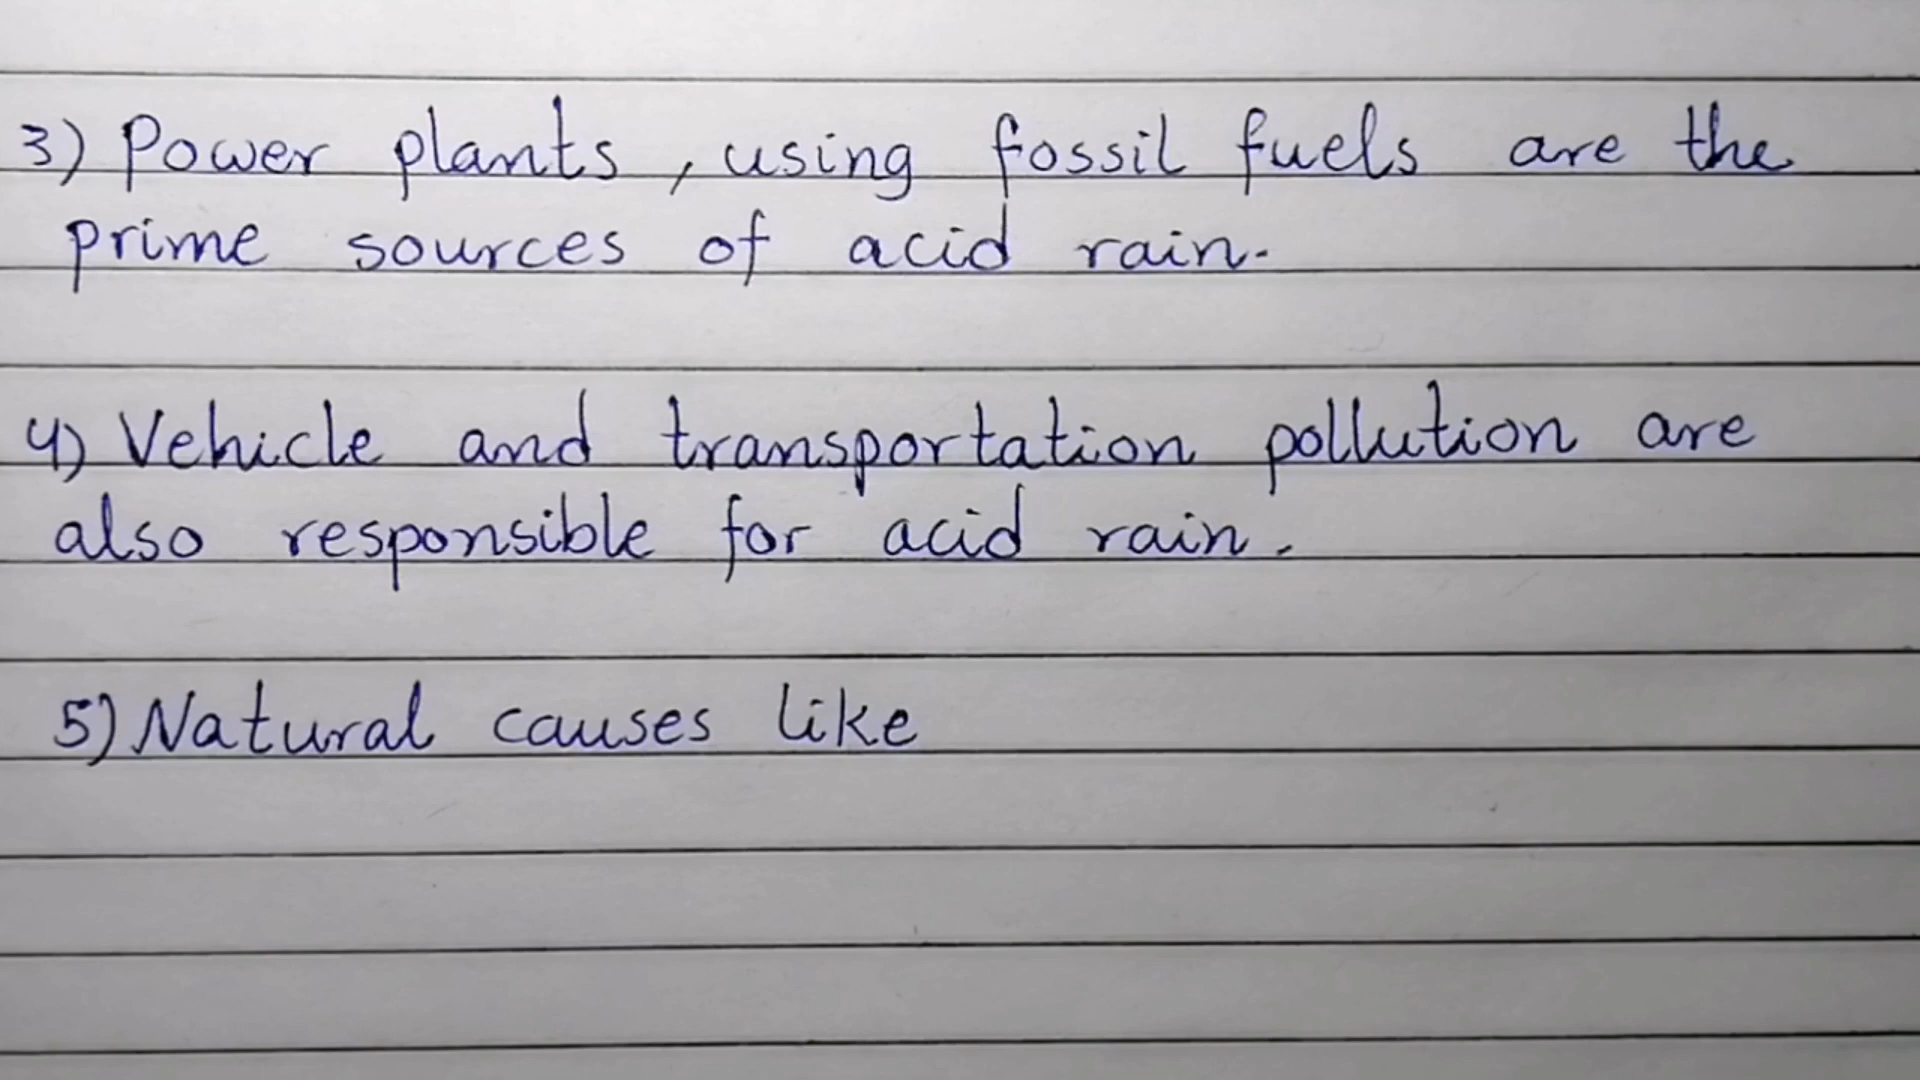 3) Power plants, using fossil fuels are the
prime sources of acid rain.
4) Vehicle and transportation pollution are
also responsible for acid rain.
5) Natural causes like